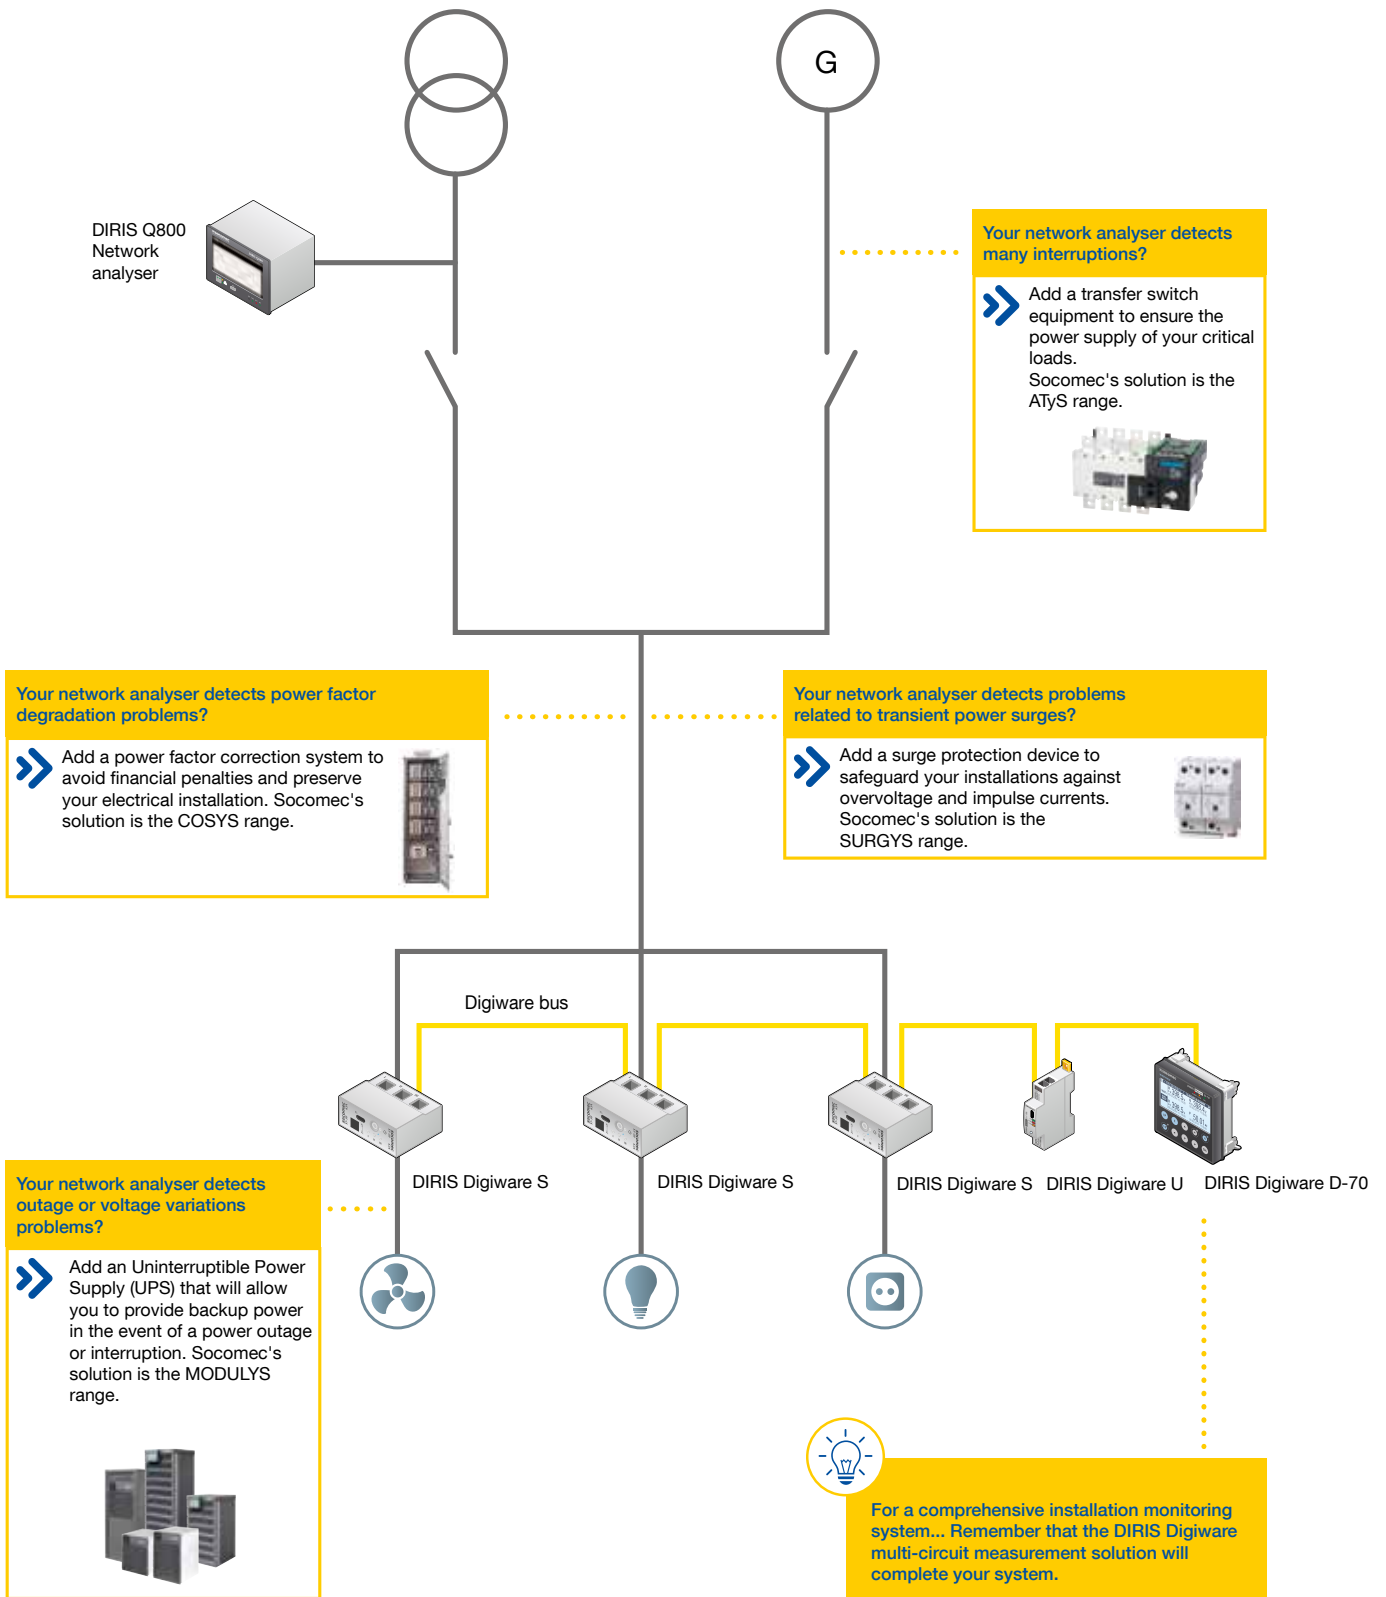 G
DIRIS Q800
Network
analyser
Your network analyser detects
many interruptions?
Add a transfer switch
equipment to ensure the
power supply of your critical
loads.
Socomec's solution is the
ATyS range.
Your network analyser detects power factor
degradation problems?
Add a power factor correction system to
avoid financial penalties and preserve
your electrical installation. Socomec's
solution is the COSYS range.
Your network analyser detects problems
related to transient power surges?
Add a surge protection device to
safeguard your installations against
overvoltage and impulse currents.
Socomec's solution is the
SURGYS range.
Digiware bus
DIRIS Digiware S
DIRIS Digiware S
DIRIS Digiware S
DIRIS Digiware U
DIRIS Digiware D-70
Your network analyser detects
outage or voltage variations
problems?
Add an Uninterruptible Power
Supply (UPS) that will allow
you to provide backup power
in the event of a power outage
or interruption. Socomec's
solution is the MODULYS
range.
For a comprehensive installation monitoring
system... Remember that the DIRIS Digiware
multi-circuit measurement solution will
complete your system.